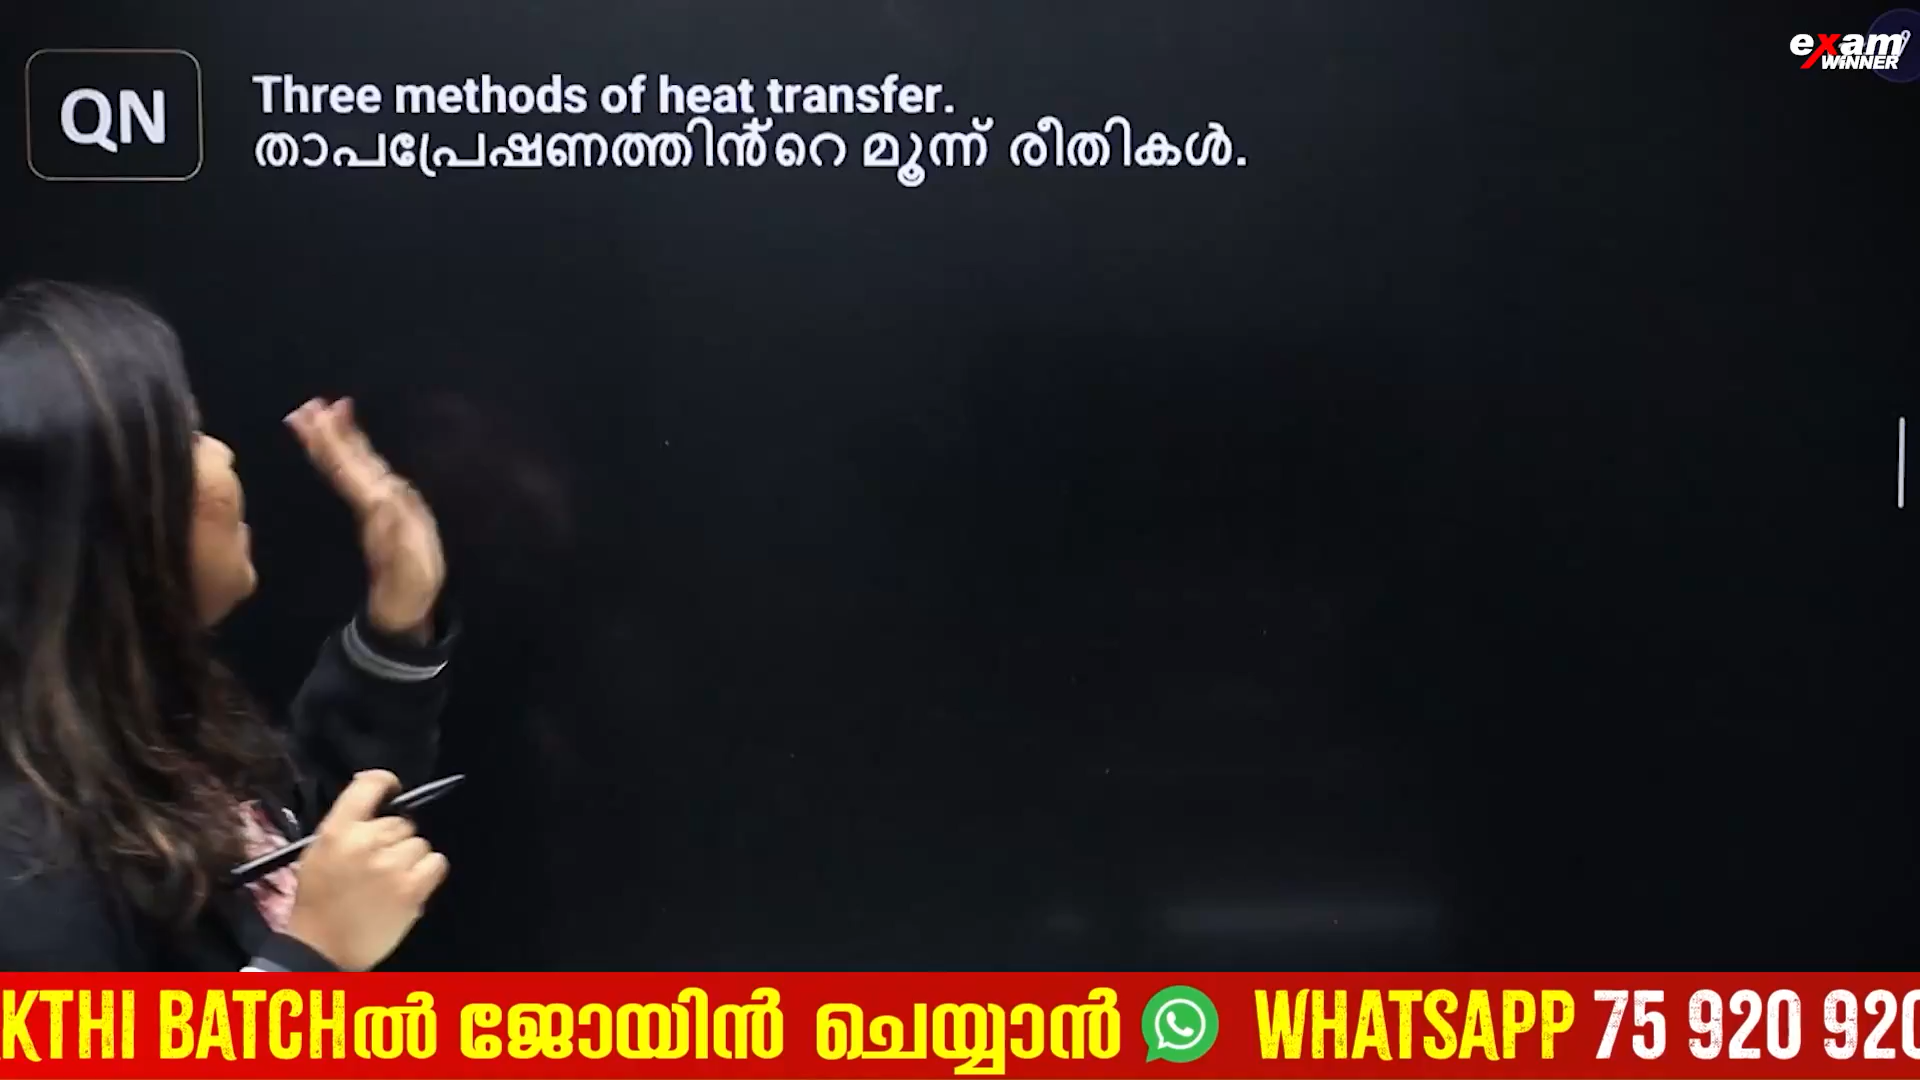 exam
WINNER
QN
Three methods of heat transfer.
താപപ്രേഷണത്തിൻ്റെ മൂന്ന് രീതികൾ.
KTHI BATCHൽ ജോയിൻ ചെയ്യാൻ WHATSAPP 75 920 920